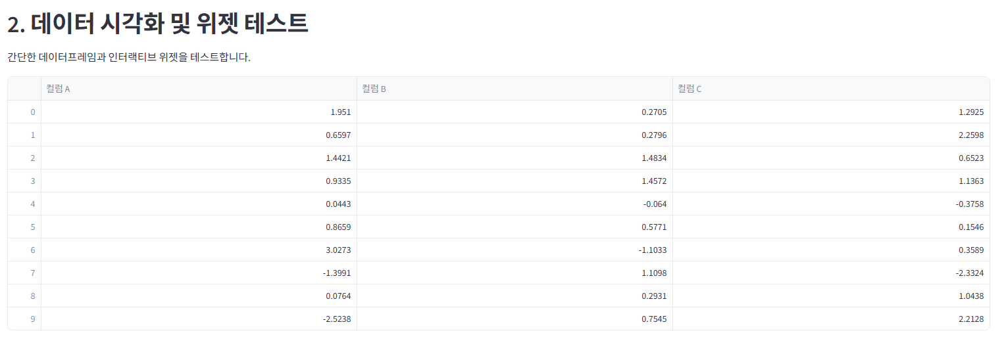 2. 데이터 시각화 및 위젯 테스트
간단한 데이터프레임과 인터랙티브 위젯을 테스트합니다.
컬럼 A 컬럼 B 컬럼 C
0 1.951 0.2705 1.2925
1 0.6597 0.2796 2.2598
2 1.4421 1.4834 0.6523
3 0.9335 1.4572 1.1363
4 0.0443 -0.064 -0.3758
5 0.8659 0.5771 0.1546
6 3.0273 -1.1033 0.3589
7 -1.3991 1.1098 -2.3324
8 0.0764 0.2931 1.0438
9 -2.5238 0.7545 2.2128